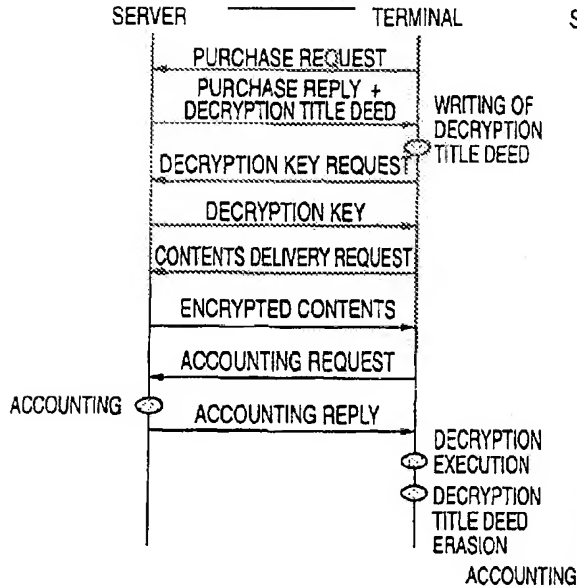 SERVER
TERMINAL
S
PURCHASE REQUEST
PURCHASE REPLY +
DECRYPTION TITLE DEED
WRITING OF
DECRYPTION
TITLE DEED
DECRYPTION KEY REQUEST
DECRYPTION KEY
CONTENTS DELIVERY REQUEST
ENCRYPTED CONTENTS
ACCOUNTING REQUEST
ACCOUNTING
ACCOUNTING REPLY
DECRYPTION
EXECUTION
DECRYPTION
TITLE DEED
ERASION
ACCOUNTING